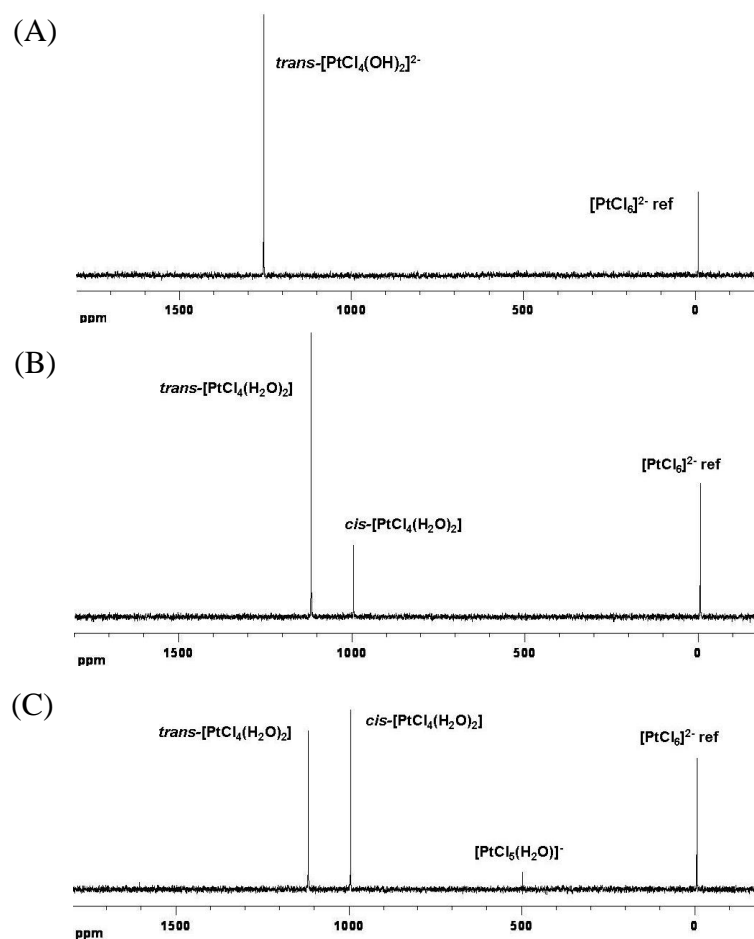 (A)
trans-[PtCl4(OH)2]2-
[PtCl6]2- ref
1500 1000 500 0
ppm
(B)
trans-[PtCl4(H2O)2]
[PtCl6]2- ref
cis-[PtCl4(H2O)2]
1500 1000 500 0
ppm
(C)
trans-[PtCl4(H2O)2] cis-[PtCl4(H2O)2] [PtCl6]2- ref
[PtCl5(H2O)]-
1500 1000 500 0
ppm